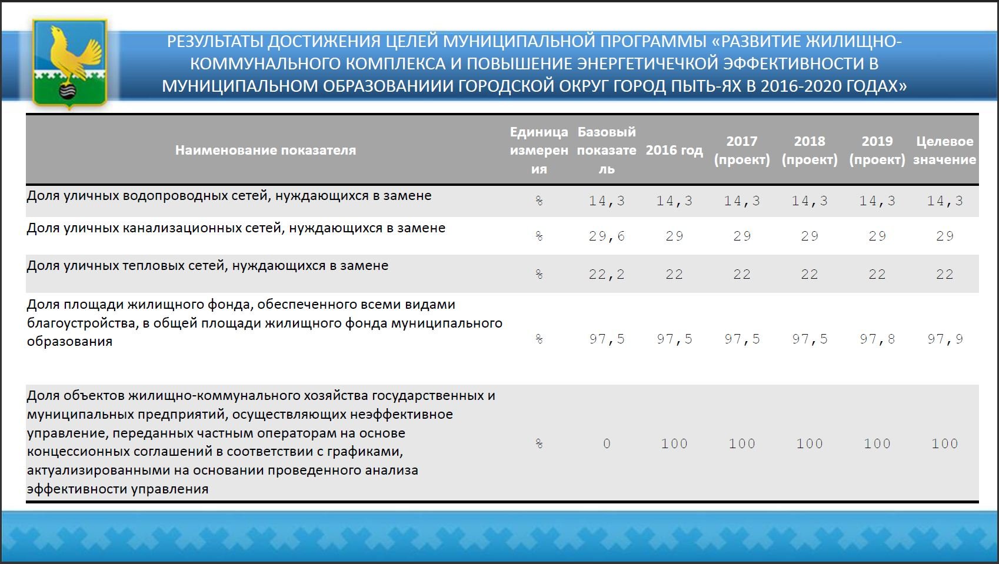 РЕЗУЛЬТАТЫ ДОСТИЖЕНИЯ ЦЕЛЕЙ МУНИЦИПАЛЬНОЙ ПРОГРАММЫ «РАЗВИТИЕ ЖИЛИЩНО-
КОММУНАЛЬНОГО КОМПЛЕКСА И ПОВЫШЕНИЕ ЭНЕРГЕТИЧЕЧКОЙ ЭФФЕКТИВНОСТИ В
МУНИЦИПАЛЬНОМ ОБРАЗОВАНИИИ ГОРОДСКОЙ ОКРУГ ГОРОД ПЫТЬ-ЯХ В 2016-2020 ГОДАХ»
Наименование показателя
Единица
измерен
ия
Базовый
показате
ль
2016 год
2017
(проект)
2018
(проект)
2019
(проект)
Целевое
значение
Доля уличных водопроводных сетей, нуждающихся в замене
% 14,3 14,3 14,3 14,3 14,3 14,3
Доля уличных канализационных сетей, нуждающихся в замене
% 29,6 29 29 29 29 29
Доля уличных тепловых сетей, нуждающихся в замене
% 22,2 22 22 22 22 22
Доля площади жилищного фонда, обеспеченного всеми видами
благоустройства, в общей площади жилищного фонда муниципального
образования
% 97,5 97,5 97,5 97,5 97,8 97,9
Доля объектов жилищно-коммунального хозяйства государственных и
муниципальных предприятий, осуществляющих неэффективное
управление, переданных частным операторам на основе
концессионных соглашений в соответствии с графиками,
актуализированными на основании проведенного анализа
эффективности управления
% 0 100 100 100 100 100